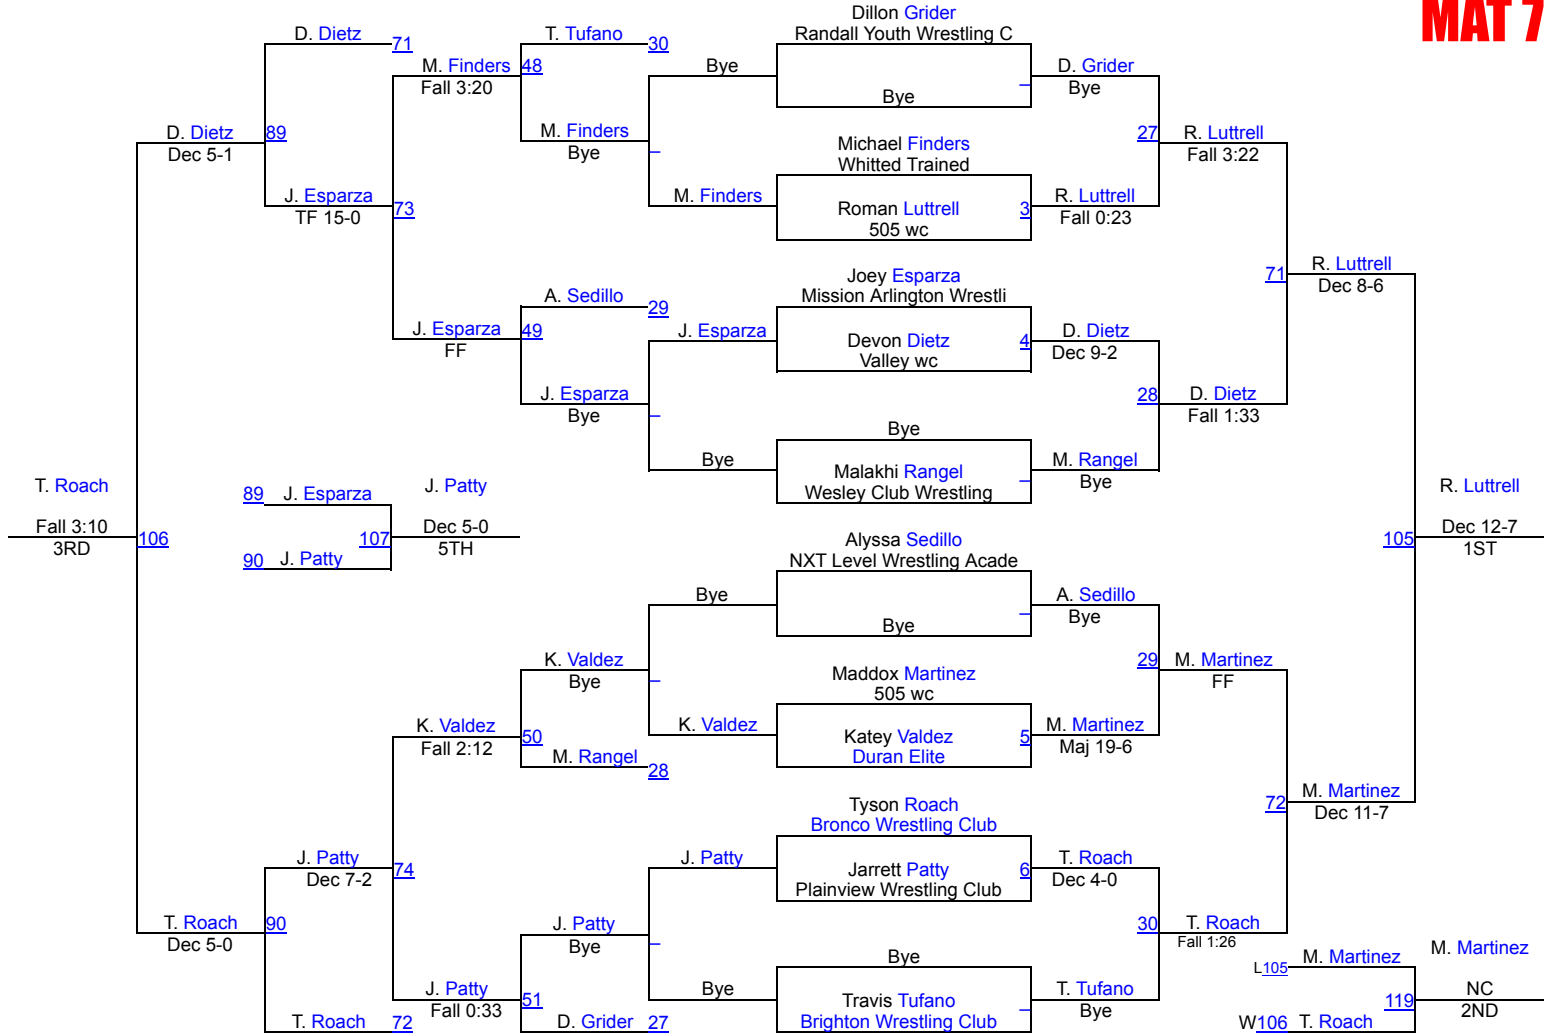 MAT 7
Dillon Grider
Randall Youth Wrestling C
Bye
Michael Finders
Whitted Trained
Roman Luttrell
505 wc
3
Joey Esparza
Mission Arlington Wrestli
Devon Dietz
Valley wc
4
Bye
Malakhi Rangel
Wesley Club Wrestling
Alyssa Sedillo
NXT Level Wrestling Acade
Bye
Maddox Martinez
505 wc
Katey Valdez
Duran Elite
5
Tyson Roach
Bronco Wrestling Club
Jarrett Patty
Plainview Wrestling Club
6
Bye
Travis Tufano
Brighton Wrestling Club
D. Grider
Bye
27
R. Luttrell
Fall 0:23
D. Dietz
Dec 9-2
28
M. Rangel
Bye
A. Sedillo
Bye
29
M. Martinez
Maj 19-6
T. Roach
Dec 4-0
30
T. Tufano
Bye
R. Luttrell
Fall 3:22
71
D. Dietz
Fall 1:33
M. Martinez
FF
72
T. Roach
Fall 1:26
R. Luttrell
Dec 8-6
105
M. Martinez
Dec 11-7
R. Luttrell
Dec 12-7
1ST
L105
M. Martinez
119
W106 T. Roach
M. Martinez
NC
2ND
Bye
M. Finders
J. Esparza
Bye
Bye
K. Valdez
J. Patty
Bye
T. Tufano
30
48
M. Finders
Bye
A. Sedillo
29
49
J. Esparza
Bye
K. Valdez
Bye
50
M. Rangel
28
J. Patty
Bye
51
D. Grider 27
M. Finders
Fall 3:20
73
J. Esparza
FF
K. Valdez
Fall 2:12
74
J. Patty
Fall 0:33
D. Dietz
71
89
J. Esparza
TF 15-0
J. Patty
Dec 7-2
90
T. Roach 72
D. Dietz
Dec 5-1
106
T. Roach
Dec 5-0
T. Roach
Fall 3:10
3RD
89 J. Esparza
107
90 J. Patty
J. Patty
Dec 5-0
5TH